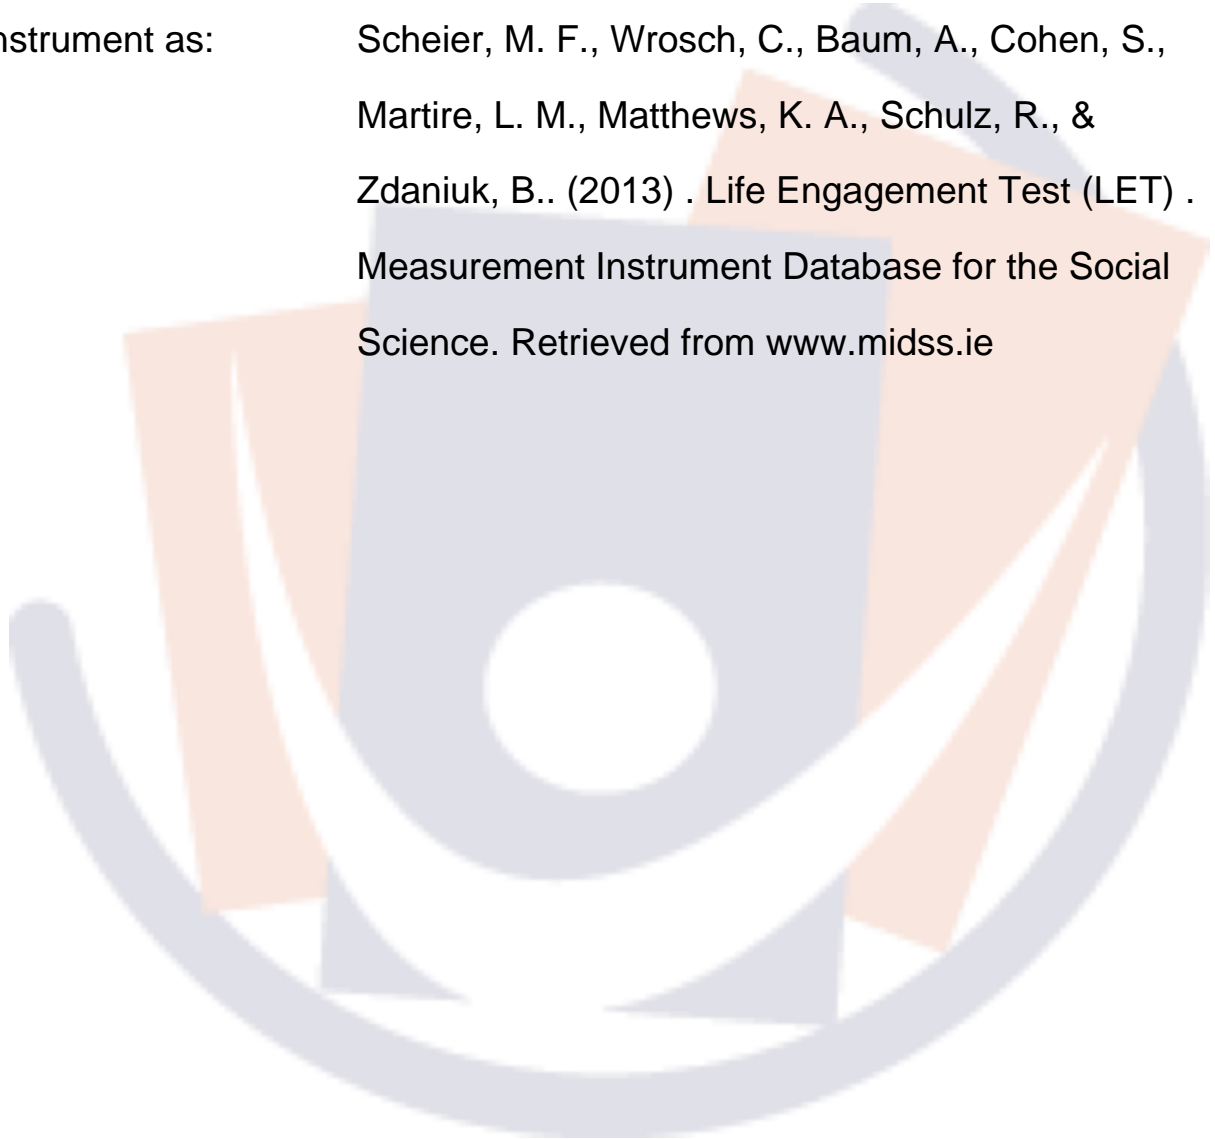 nstrument as: Scheier, M. F., Wrosch, C., Baum, A., Cohen, S.,
Martire, L. M., Matthews, K. A., Schulz, R., &
Zdaniuk, B.. (2013) . Life Engagement Test (LET) .
Measurement Instrument Database for the Social
Science. Retrieved from www.midss.ie